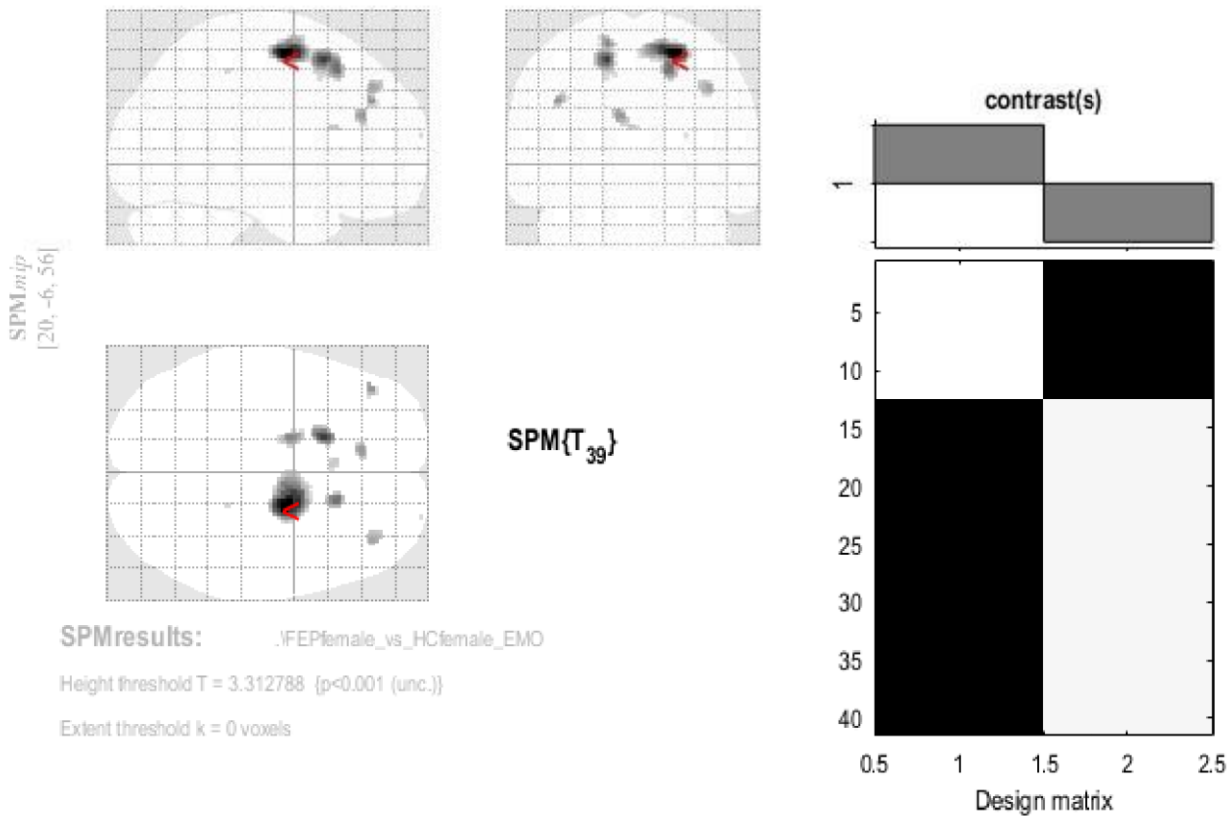 contrast(s)
1
SPMmip
[20, -6, 56]
SPM{T39}
5
10
15
20
25
30
35
40
0.5 1 1.5 2 2.5
Design matrix
SPMresults: .\FEPfemale_vs_HCfemale_EMO
Height threshold T = 3.312788 {p<0.001 (unc.)}
Extent threshold k = 0 voxels